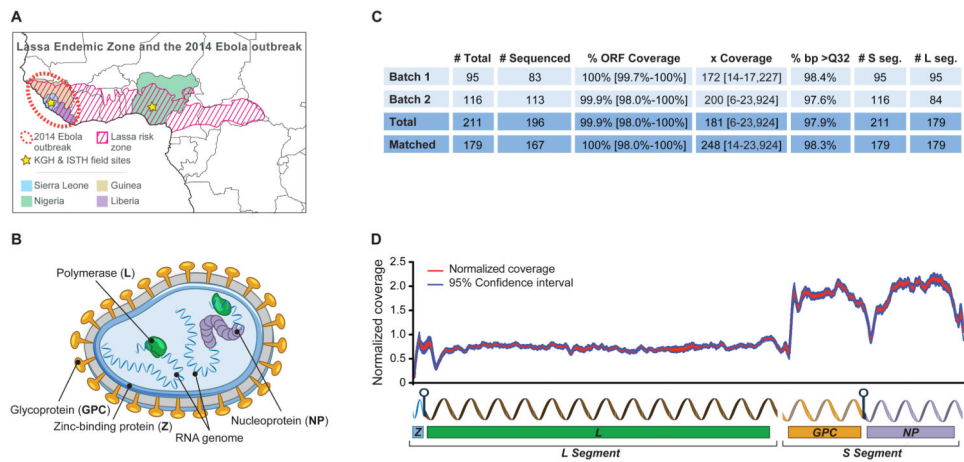 A
Lassa Endemic Zone and the 2014 Ebola outbreak
2014 Ebola
outbreak
Lassa risk
zone
KGH & ISTH field sites
Sierra Leone
Guinea
Nigeria
Liberia
B
Polymerase (L)
Glycoprotein (GPC)
Zinc-binding protein (Z)
RNA genome
Nucleoprotein (NP)
C
# Total # Sequenced % ORF Coverage x Coverage % bp >Q32 # S seg. # L seg.
Batch 1 95 83 100% [99.7%-100%] 172 [14-17,227] 98.4% 95 95
Batch 2 116 113 99.9% [98.0%-100%] 200 [6-23,924] 97.6% 116 84
Total 211 196 99.9% [98.0%-100%] 181 [6-23,924] 97.9% 211 179
Matched 179 167 100% [98.0%-100%] 248 [14-23,924] 98.3% 179 179
D
Normalized coverage
Normalized coverage
95% Confidence interval
2.5
2.0
1.5
1.0
0.5
0
Z L GPC NP
L Segment S Segment